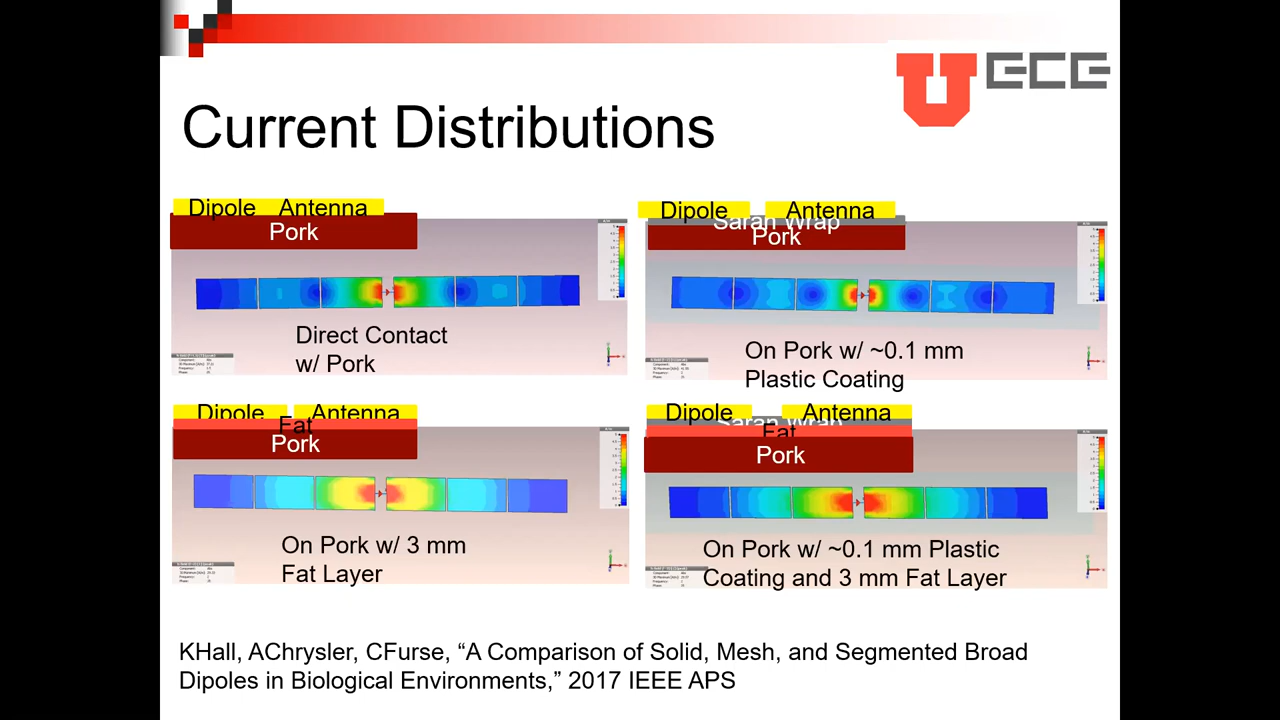 ECE
Current Distributions
Dipole Antenna
Pork
Direct Contact
w/ Pork
Dipole Antenna
Saran Wrap
Pork
On Pork w/ ~0.1 mm
Plastic Coating
Dipole Antenna
Fat
Pork
On Pork w/ 3 mm
Fat Layer
Dipole Antenna
Saran Wrap
Fat
Pork
On Pork w/ ~0.1 mm Plastic
Coating and 3 mm Fat Layer
KHall, AChrysler, CFurse, “A Comparison of Solid, Mesh, and Segmented Broad
Dipoles in Biological Environments,” 2017 IEEE APS